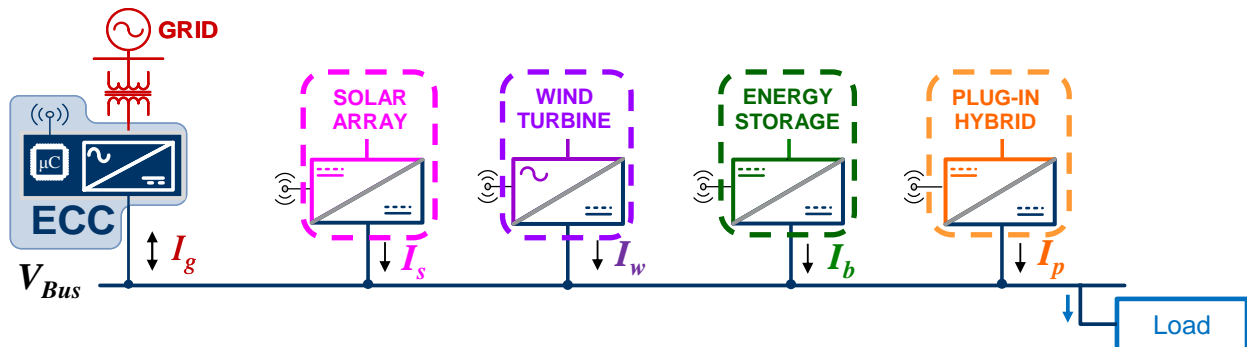 GRID
SOLAR
ARRAY
WIND
TURBINE
ENERGY
STORAGE
PLUG-IN
HYBRID
μC
ECC
I_g
I_s
I_w
I_b
I_p
V_Bus
Load